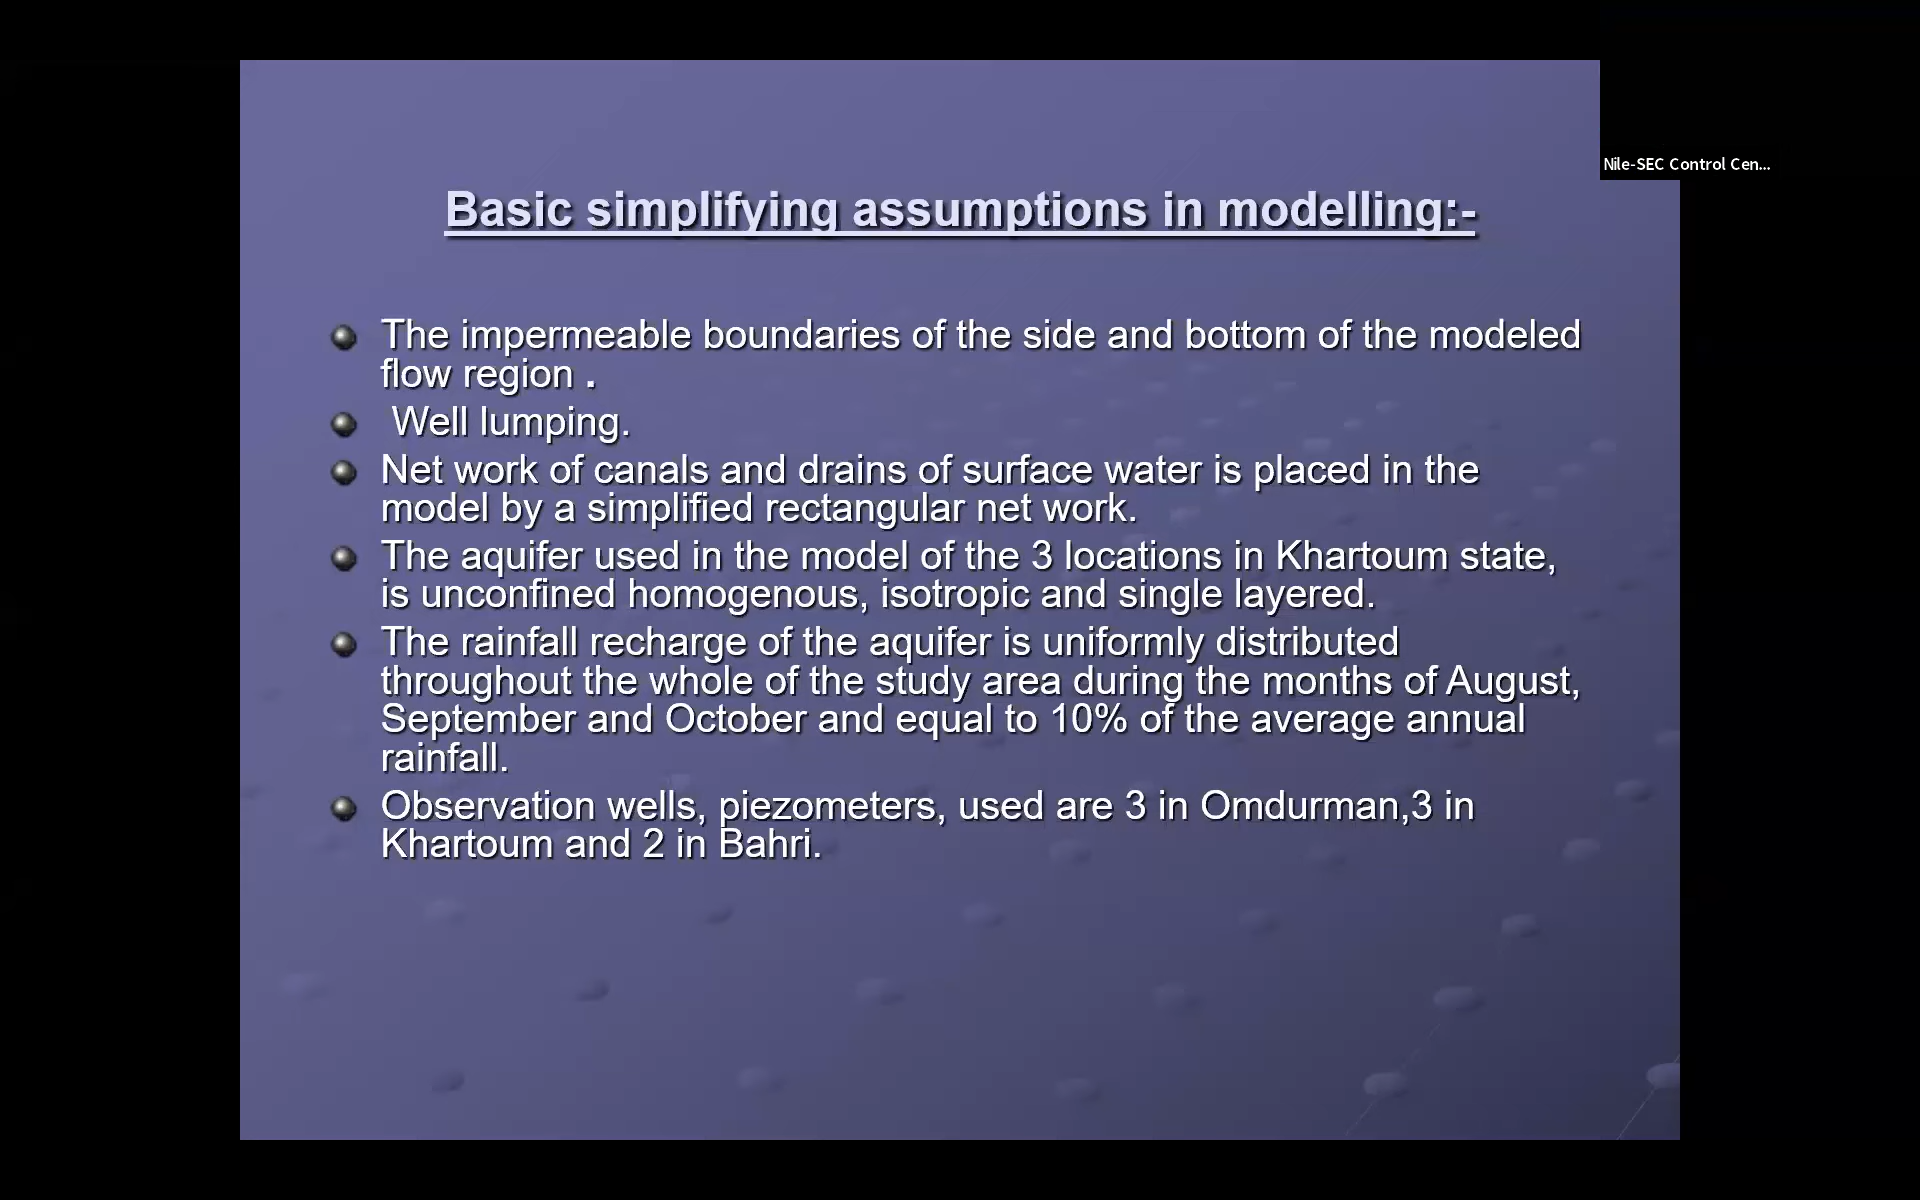 Nile-SEC Control Cen...
Basic simplifying assumptions in modelling:-
The impermeable boundaries of the side and bottom of the modeled
flow region .
Well lumping.
Net work of canals and drains of surface water is placed in the
model by a simplified rectangular net work.
The aquifer used in the model of the 3 locations in Khartoum state,
is unconfined homogenous, isotropic and single layered.
The rainfall recharge of the aquifer is uniformly distributed
throughout the whole of the study area during the months of August,
September and October and equal to 10% of the average annual
rainfall.
Observation wells, piezometers, used are 3 in Omdurman,3 in
Khartoum and 2 in Bahri.